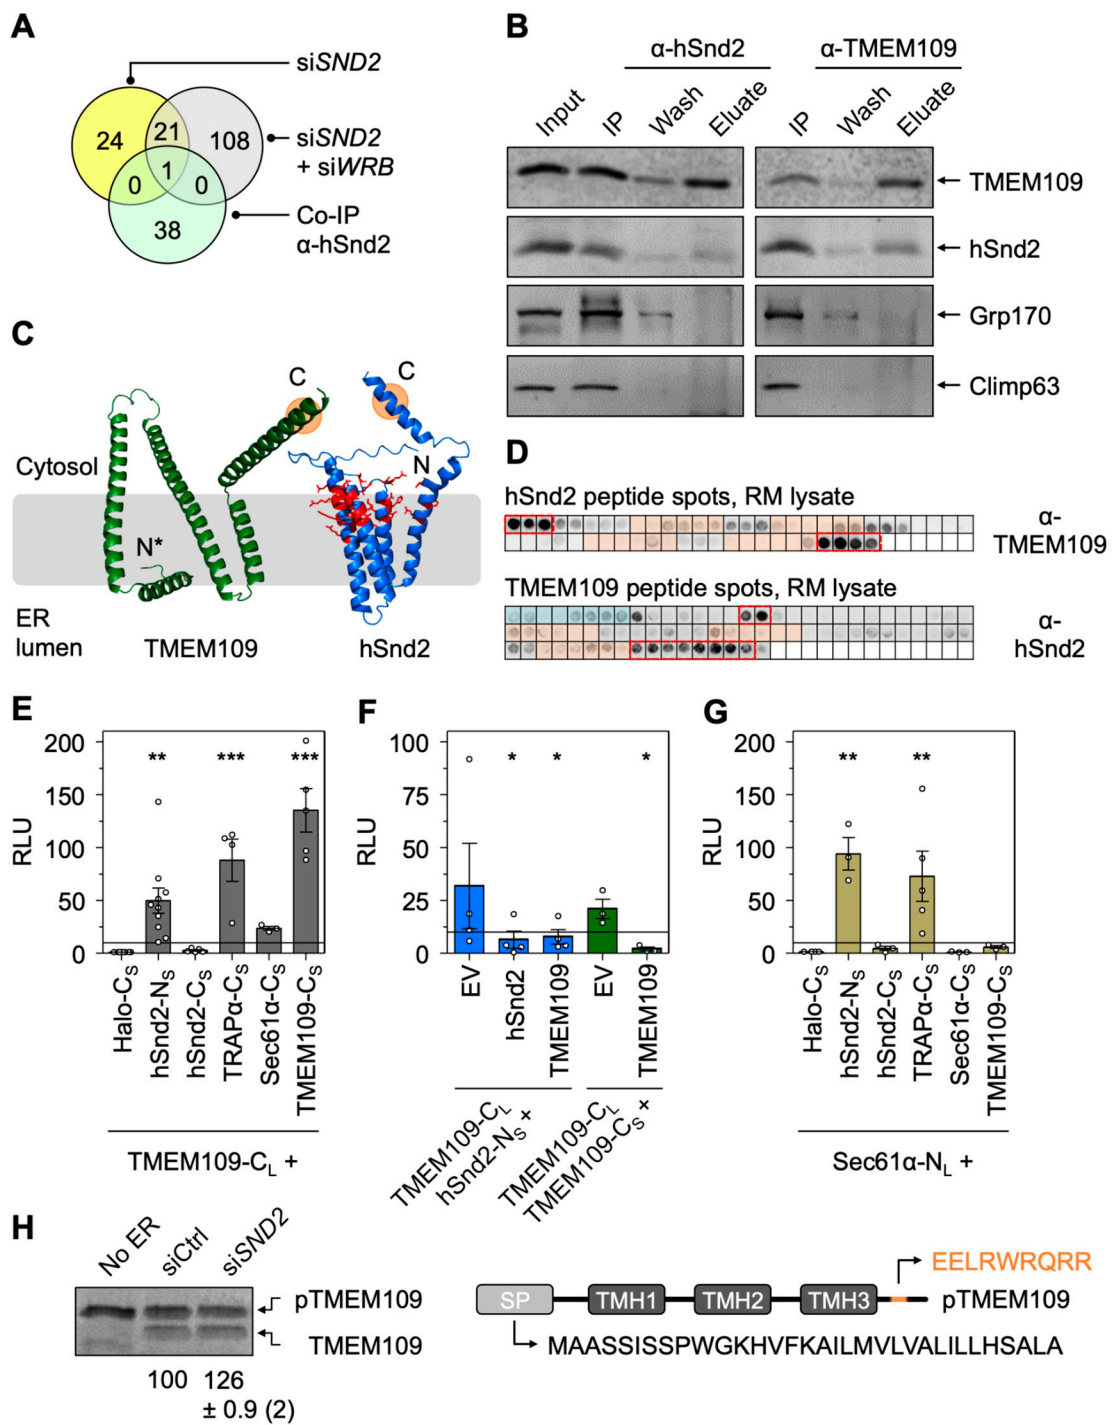 A
siSND2
24
21
108
siSND2
+ siWRB
1
0
0
38
Co-IP
α-hSnd2
B
α-hSnd2
α-TMEM109
Input
IP
Wash
Eluate
IP
Wash
Eluate
TMEM109
hSnd2
Grp170
Climp63
C
C
C
Cytosol
N
N*
ER
lumen
TMEM109
hSnd2
D
hSnd2 peptide spots, RM lysate
α-
TMEM109
TMEM109 peptide spots, RM lysate
α-
hSnd2
E
RLU
200
150
100
50
0
**
***
***
Halo-CS
hSnd2-NS
hSnd2-CS
TRAPα-CS
Sec61α-CS
TMEM109-CS
TMEM109-CL +
F
RLU
100
75
50
25
0
*
*
*
EV
hSnd2
TMEM109
EV
TMEM109
TMEM109-CL
hSnd2-NS +
TMEM109-CL
TMEM109-CS +
G
RLU
200
150
100
50
0
**
**
Halo-CS
hSnd2-NS
hSnd2-CS
TRAPα-CS
Sec61α-CS
TMEM109-CS
Sec61α-NL +
H
No ER
siCtrl
siSND2
pTMEM109
TMEM109
100
126
± 0.9 (2)
EELRWRQRR
SP
TMH1
TMH2
TMH3
pTMEM109
MAASSISSPWGKHVFKAILMVLVALILLHSALA